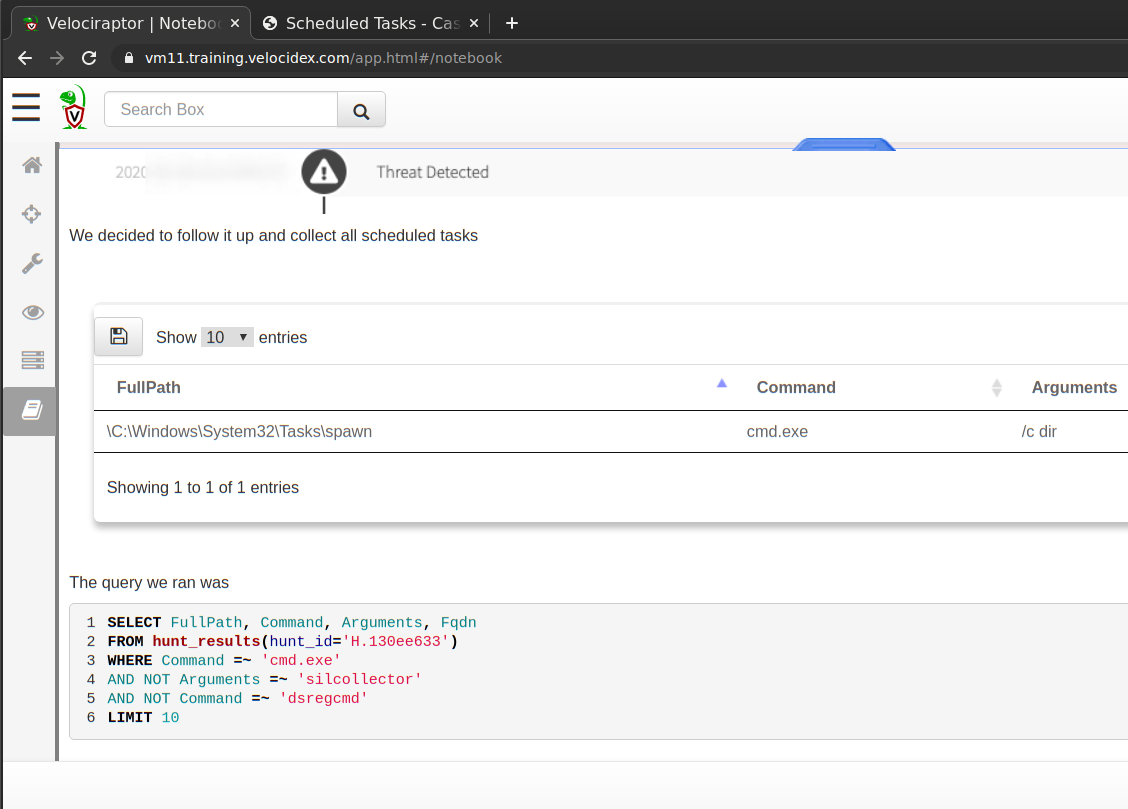 Velociraptor | Notebo
Scheduled Tasks - Cas
vm11.training.velocidex.com/app.html#/notebook
V
Search Box
2020
Threat Detected
We decided to follow it up and collect all scheduled tasks
Show 10 entries
FullPath Command Arguments
\C:\Windows\System32\Tasks\spawn cmd.exe /c dir
Showing 1 to 1 of 1 entries
The query we ran was
1 SELECT FullPath, Command, Arguments, Fqdn
2 FROM hunt_results(hunt_id='H.130ee633')
3 WHERE Command =~ 'cmd.exe'
4 AND NOT Arguments =~ 'silcollector'
5 AND NOT Command =~ 'dsregcmd'
6 LIMIT 10